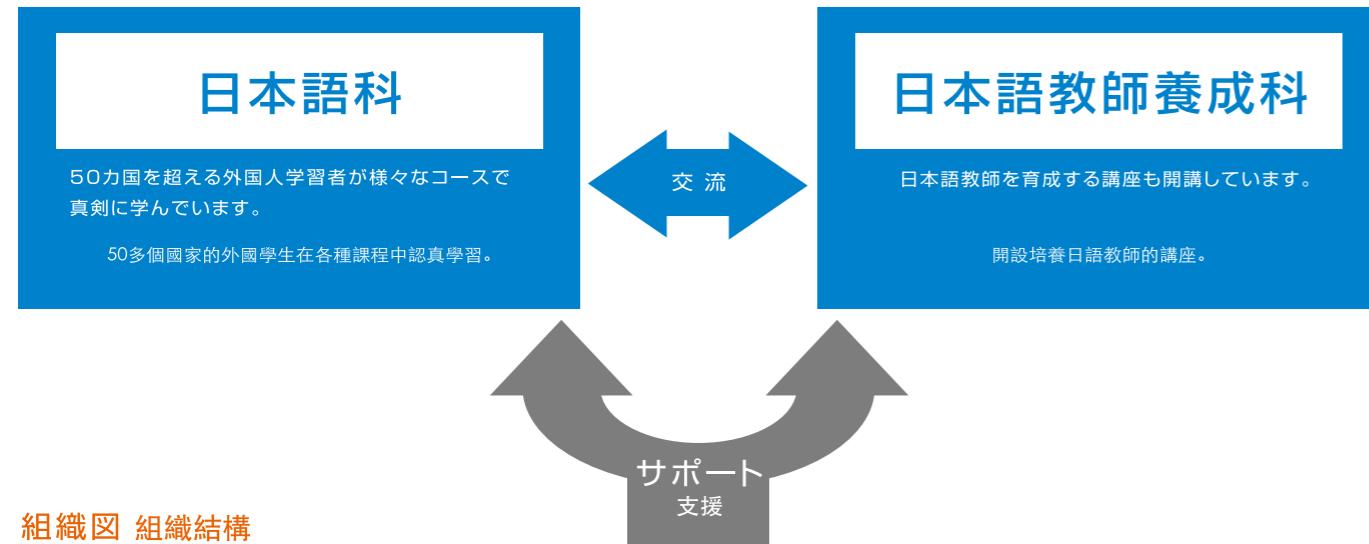 日本語科
50カ国を超える外国人学習者が様々なコースで
真剣に学んでいます。
50多個國家的外國學生在各種課程中認真學習。
交流
日本語教師養成科
日本語教師を育成する講座も開講しています。
開設培養日語教師的講座。
サポート
支援
組織図 組織結構